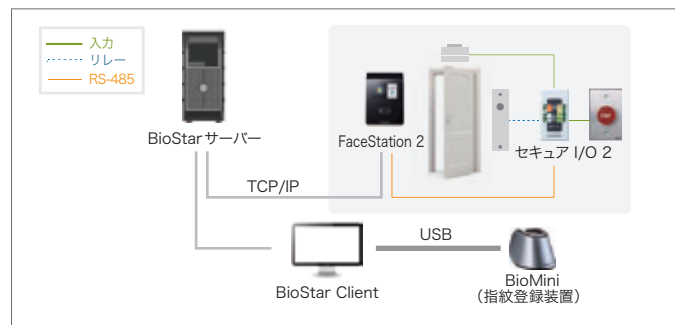 入力
リレー
RS-485
BioStar サーバー
FaceStation 2
セキュア I/O 2
EXIT
TCP/IP
USB
BioStar Client
BioMini
（指紋登録装置）